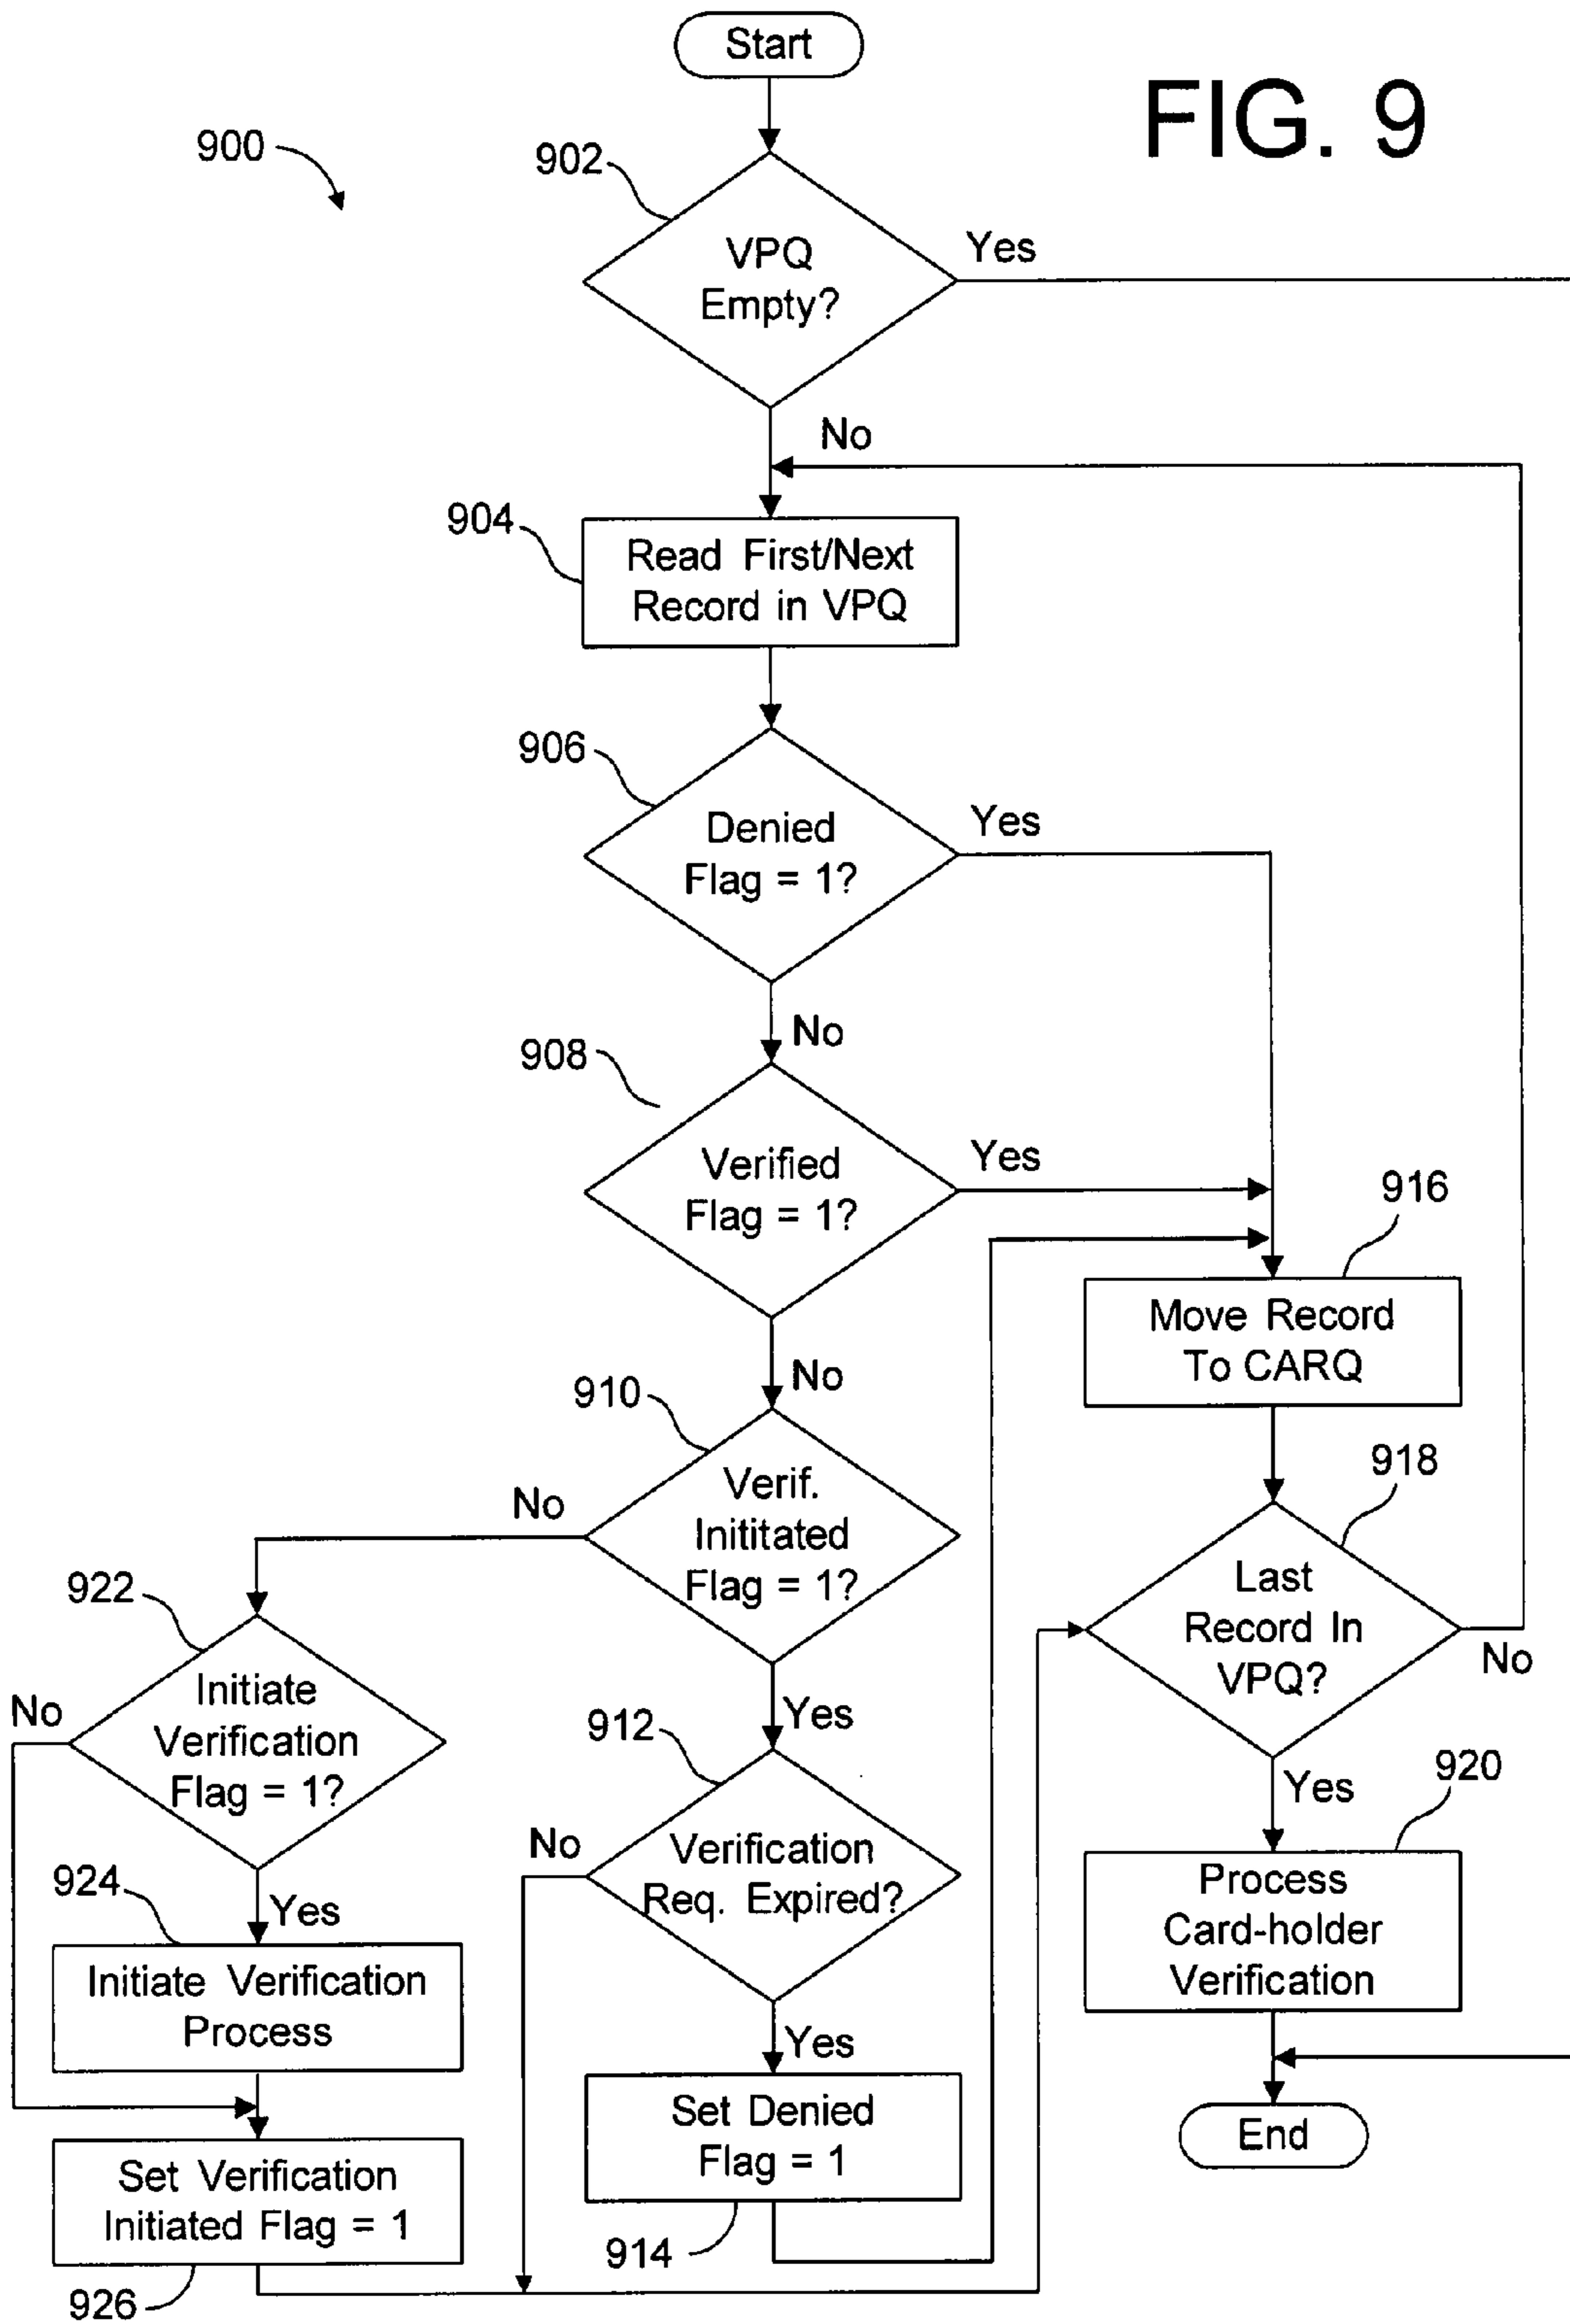 Start
FIG. 9
900
902
VPQ
Empty?
Yes
No
904
Read First/Next
Record in VPQ
906
Denied
Flag = 1?
Yes
No
908
Verified
Flag = 1?
Yes
916
Move Record
To CARQ
No
910
Verif.
Inititated
Flag = 1?
No
918
Last
Record In
VPQ?
No
922
Initiate
Verification
Flag = 1?
No
Yes
912
Verification
Req. Expired?
No
Yes
920
Process
Card-holder
Verification
924
Yes
Initiate Verification
Process
Yes
Set Denied
Flag = 1
914
End
Set Verification
Initiated Flag = 1
926